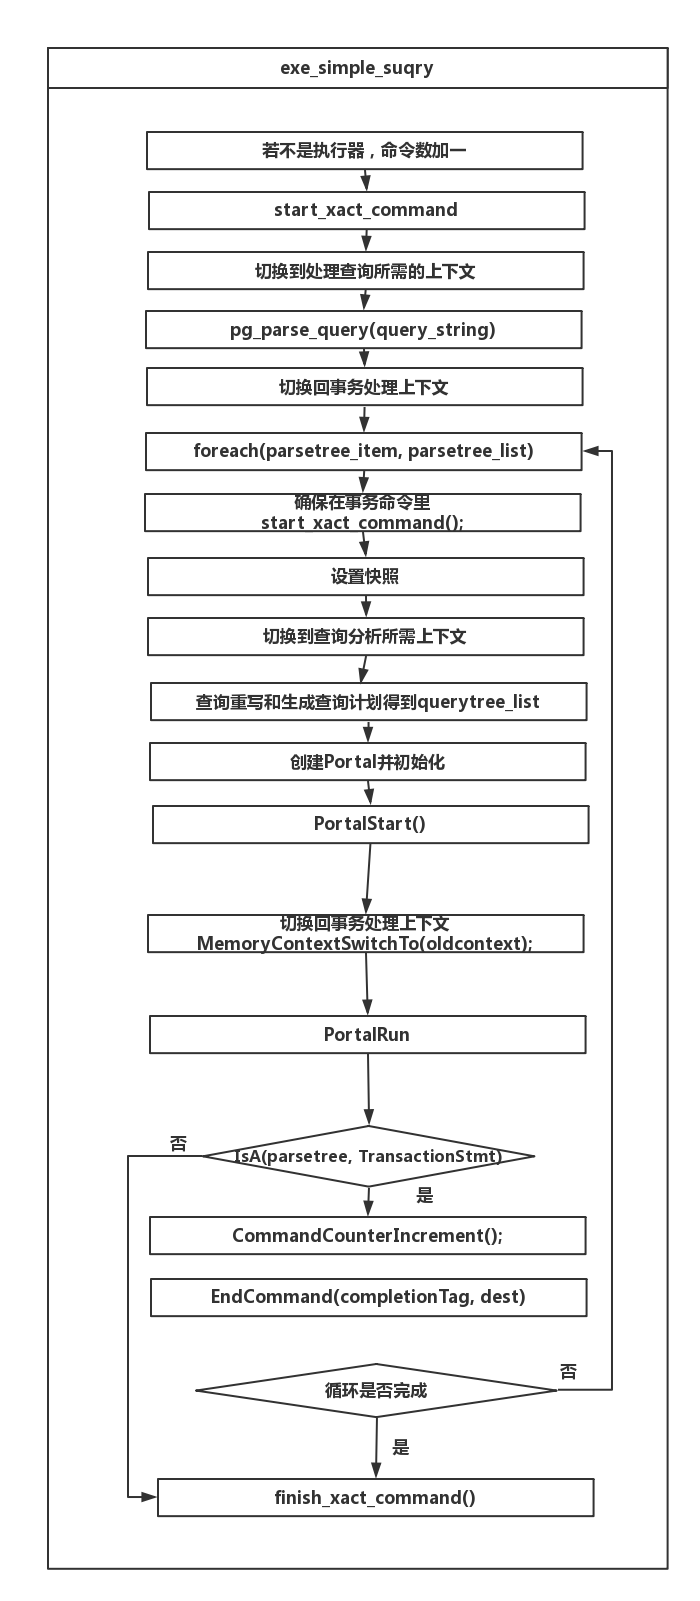 exe_simple_suqry
若不是执行器，命令数加一
start_xact_command
切换到处理查询所需的上下文
pg_parse_query(query_string)
切换回事务处理上下文
foreach(parsetree_item, parsetree_list)
确保在事务命令里
start_xact_command();
设置快照
切换到查询分析所需上下文
查询重写和生成查询计划得到querytree_list
创建Portal并初始化
PortalStart()
切换回事务处理上下文
MemoryContextSwitchTo(oldcontext);
PortalRun
否
IsA(parsetree, TransactionStmt)
是
CommandCounterIncrement();
EndCommand(completionTag, dest)
否
循环是否完成
是
finish_xact_command()